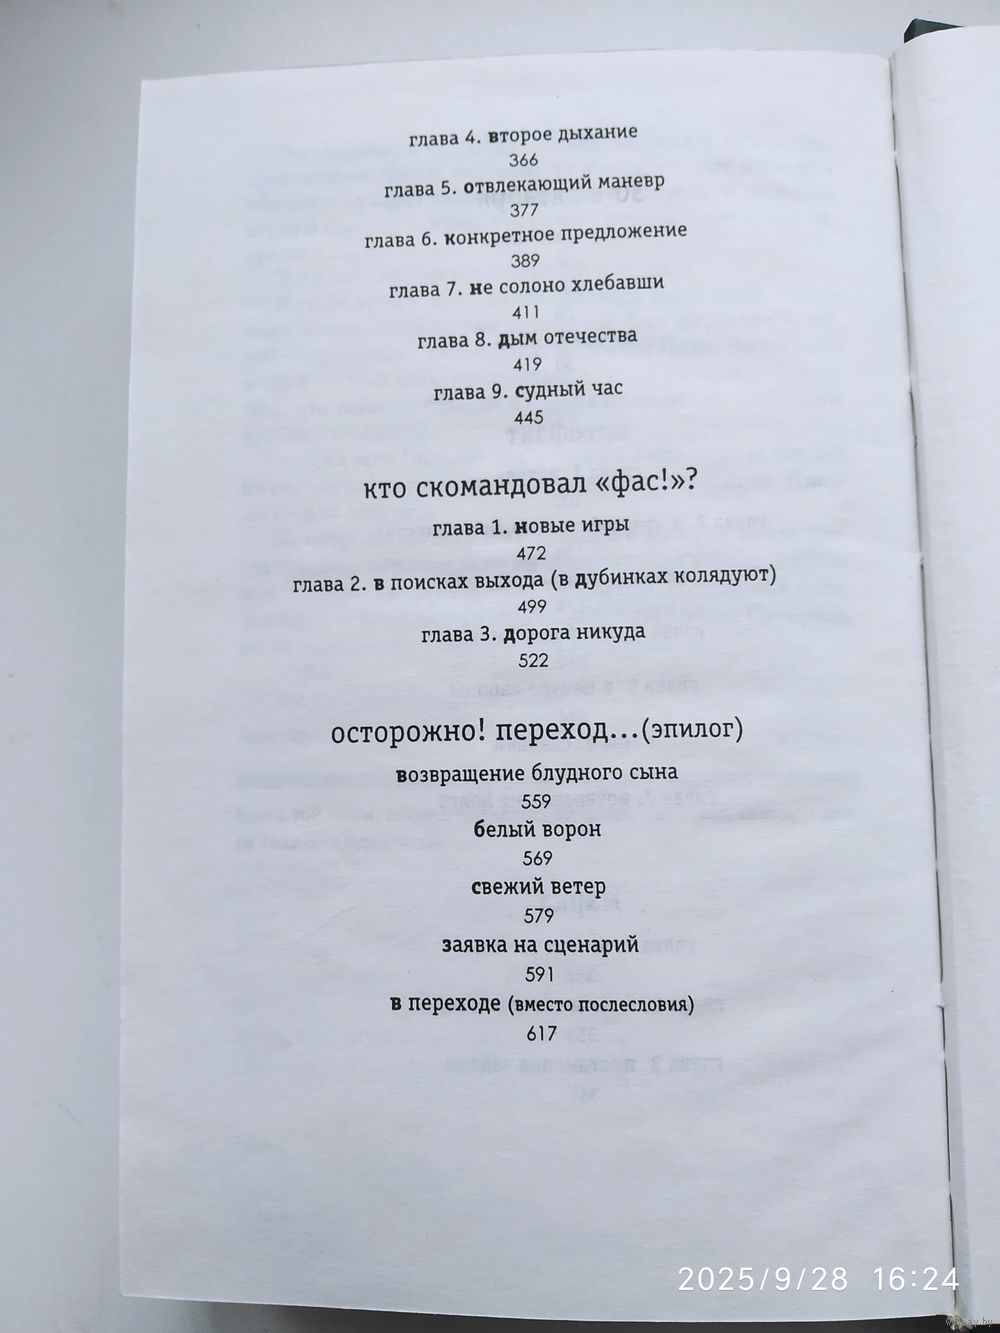 глава 4. второе дыхание
366
глава 5. отвлекающий маневр
377
глава 6. конкретное предложение
389
глава 7. не солоно хлебавши
411
глава 8. дым отечества
419
глава 9. судный час
445
кто скомандовал «фас!»?
глава 1. новые игры
472
глава 2. в поисках выхода (в дубинках колядуют)
499
глава 3. дорога никуда
522
осторожно! переход...(эпилог)
возвращение блудного сына
559
белый ворон
569
свежий ветер
579
заявка на сценарий
591
в переходе (вместо послесловия)
617
2025/9/28 16:24